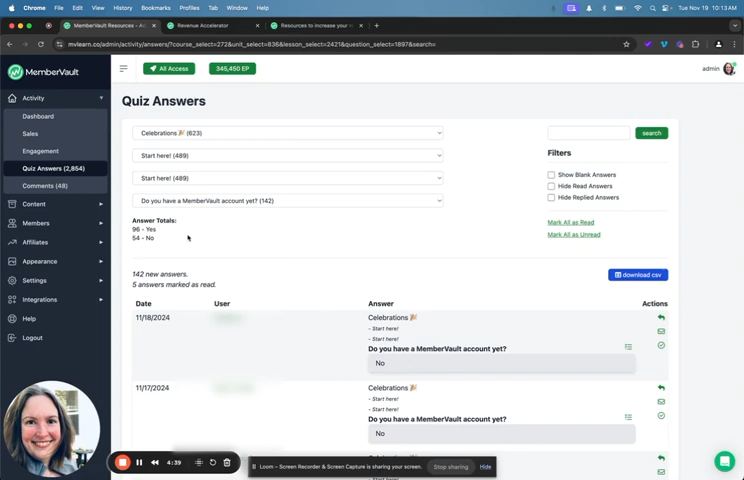 Chrome File Edit View History Bookmarks Profiles Tab Window Help Tue Nov 19 10:13 AM
MemberVault Resources - Ad
Revenue Accelerator
Resources to increase your m
mvlearn.co/admin/activity/answers/?course_select=272&unit_select=836&lesson_select=2421&question_select=1897&search=
MemberVault
All Access
345,450 EP
admin
Activity
Dashboard
Sales
Engagement
Quiz Answers (2,854)
Comments (48)
Content
Members
Affiliates
Appearance
Settings
Integrations
Help
Logout
Quiz Answers
Celebrations🎉 (623)
Start here! (489)
Start here! (489)
Do you have a MemberVault account yet? (142)
search
Filters
Show Blank Answers
Hide Read Answers
Hide Replied Answers
Mark All as Read
Mark All as Unread
Answer Totals:
96 - Yes
54 - No
142 new answers.
5 answers marked as read.
download csv
Date User Answer Actions
11/18/2024
Celebrations🎉
- Start here!
- Start here!
Do you have a MemberVault account yet?
No
11/17/2024
Celebrations🎉
- Start here!
- Start here!
Do you have a MemberVault account yet?
No
4:39
Loom – Screen Recorder & Screen Capture is sharing your screen.
Stop sharing
Hide